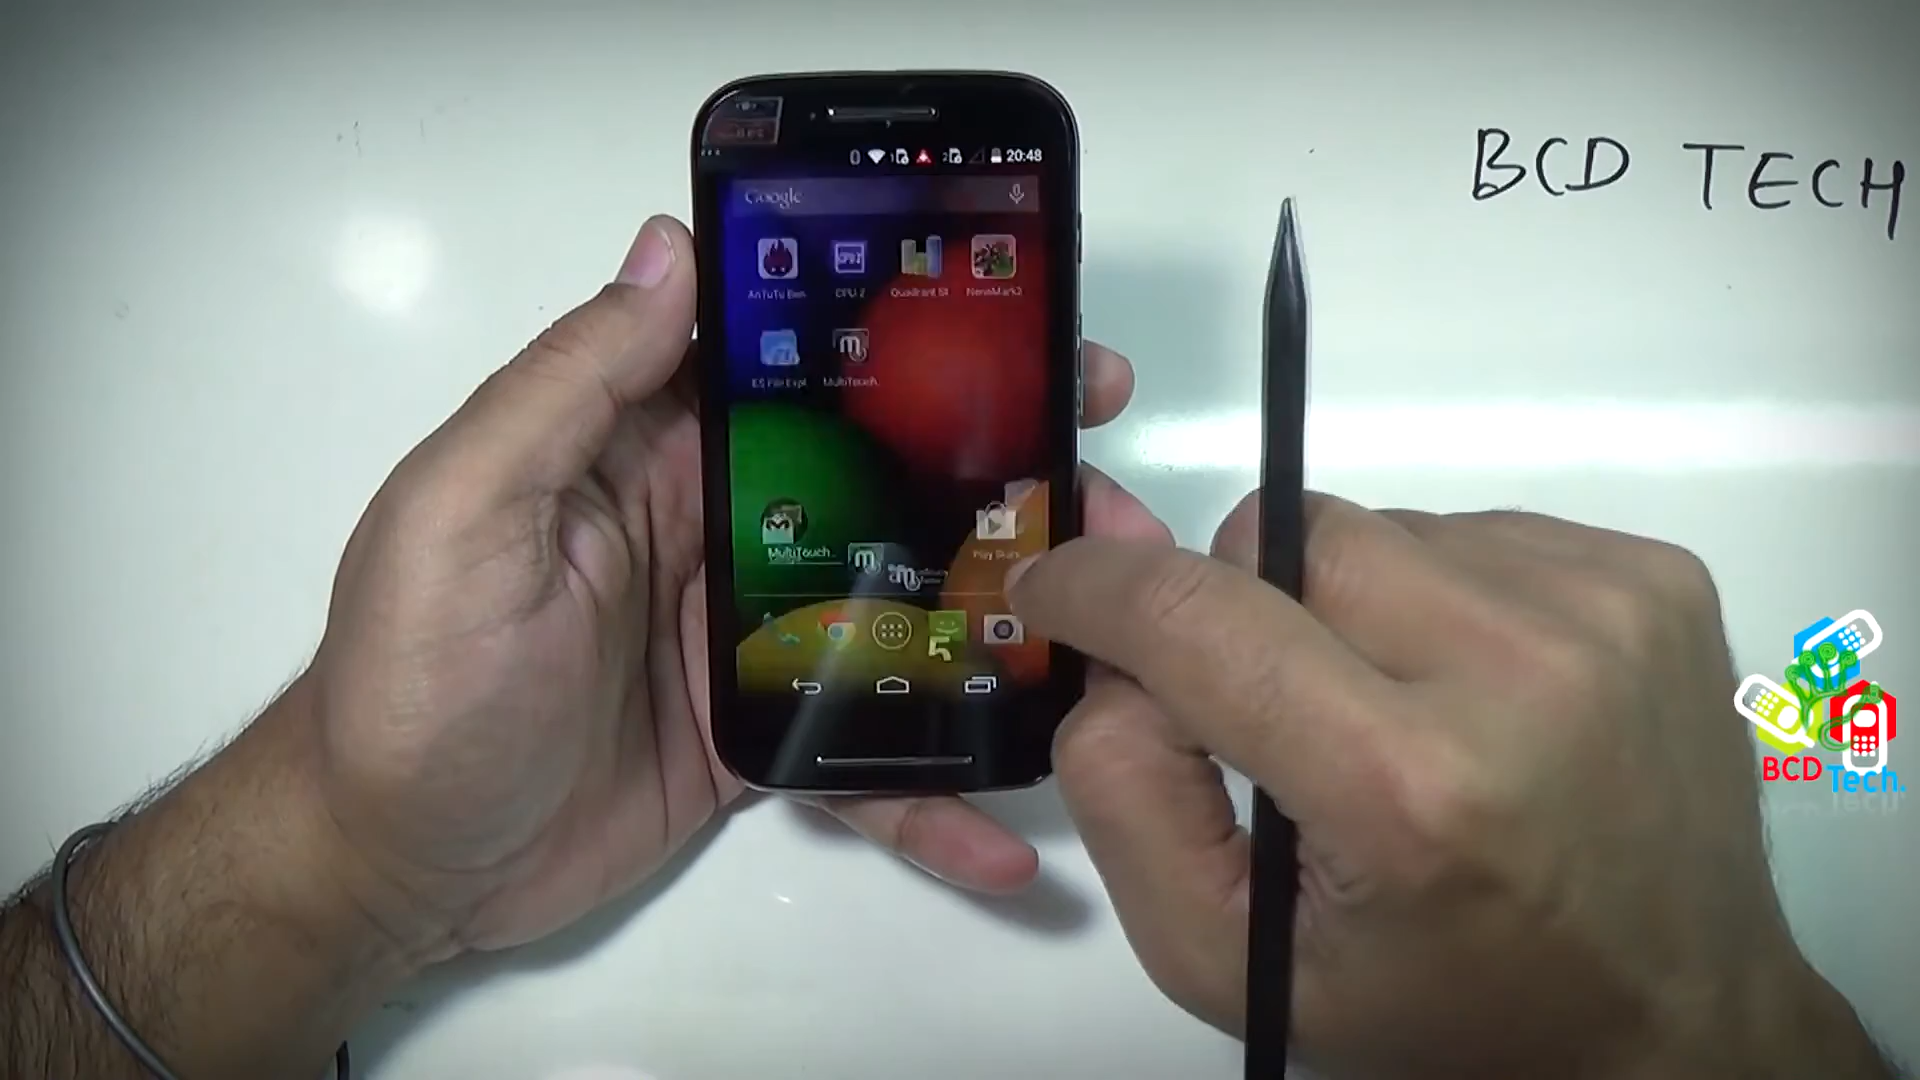 BCD TECH
20:48
Google
AnTuTu Ben
CPU-Z
Quadrant St
NenaMark2
ES File Expl
MultiTouch
MultiTouch
Play Store
BCD Tech.